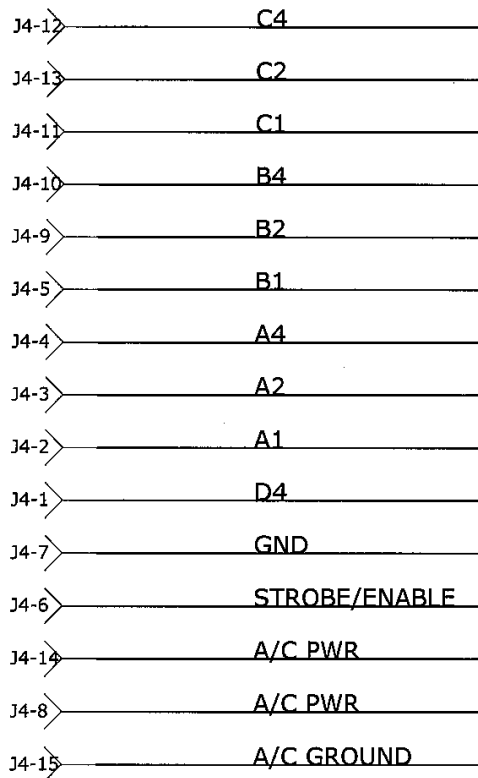 J4-12 C4
J4-13 C2
J4-11 C1
J4-10 B4
J4-9 B2
J4-5 B1
J4-4 A4
J4-3 A2
J4-2 A1
J4-1 D4
J4-7 GND
J4-6 STROBE/ENABLE
J4-14 A/C PWR
J4-8 A/C PWR
J4-15 A/C GROUND